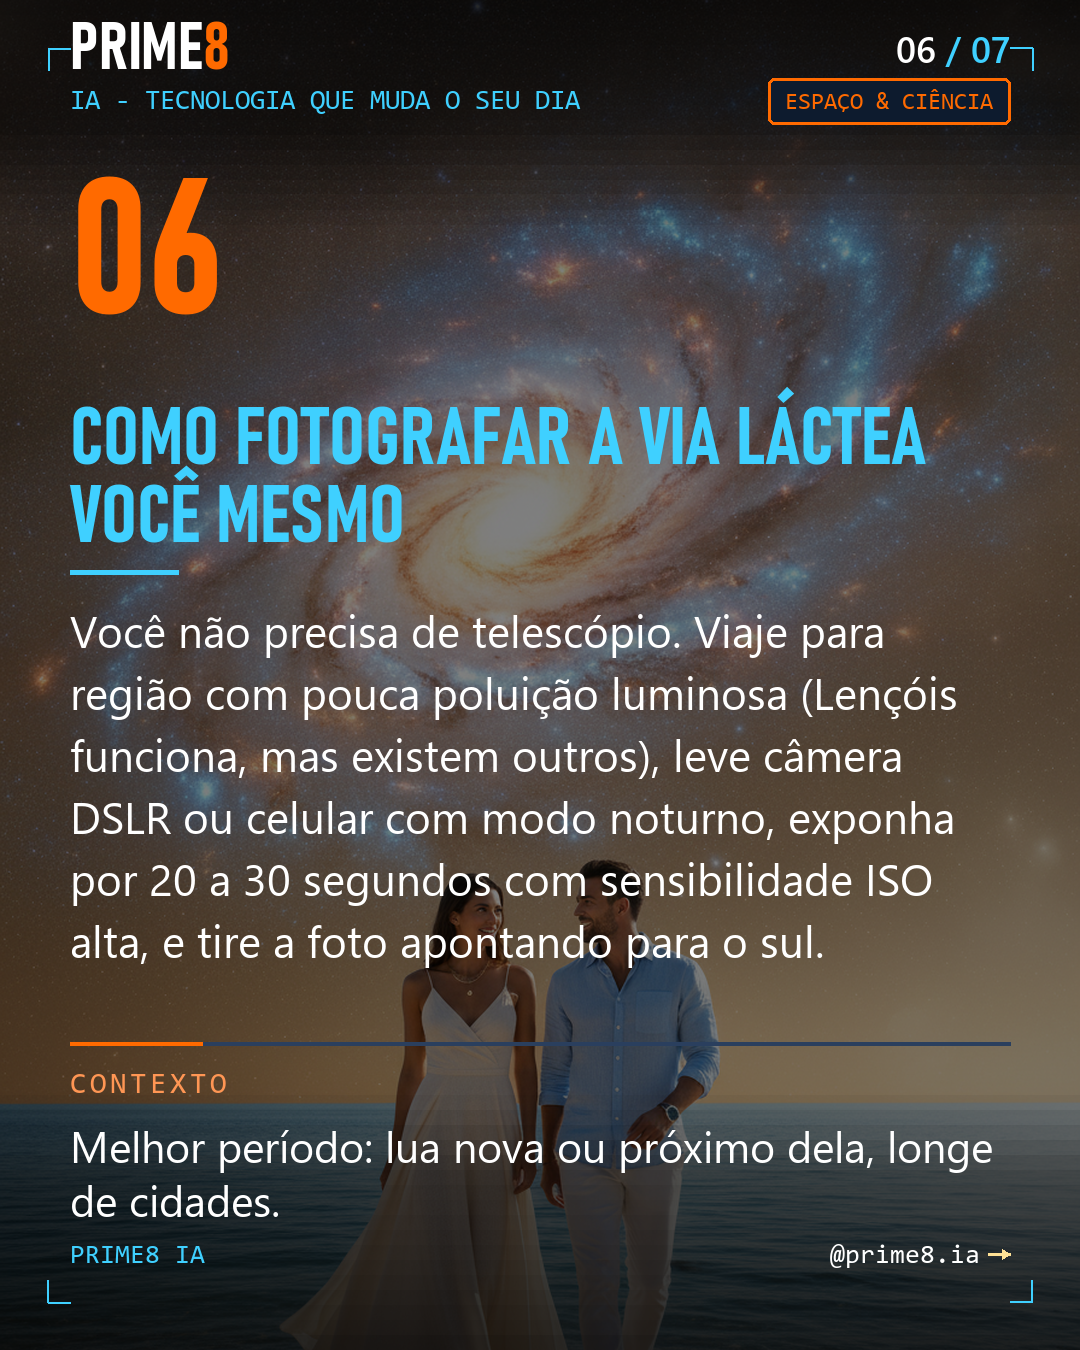 PRIME8
06 / 07
IA - TECNOLOGIA QUE MUDA O SEU DIA
ESPAÇO & CIÊNCIA
06
COMO FOTOGRAFAR A VIA LÁCTEA
VOCÊ MESMO
Você não precisa de telescópio. Viaje para
região com pouca poluição luminosa (Lençóis
funciona, mas existem outros), leve câmera
DSLR ou celular com modo noturno, exponha
por 20 a 30 segundos com sensibilidade ISO
alta, e tire a foto apontando para o sul.
CONTEXTO
Melhor período: lua nova ou próximo dela, longe
de cidades.
PRIME8 IA
@prime8.ia